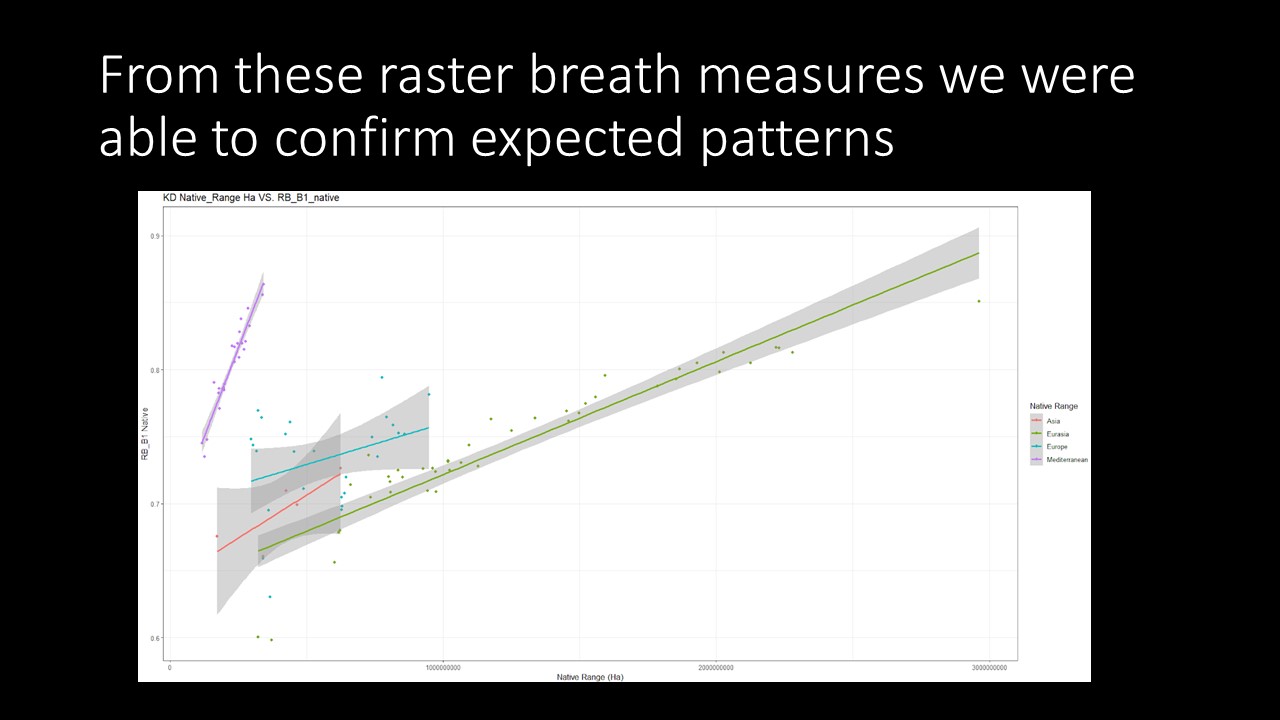 From these raster breath measures we were
able to confirm expected patterns
KD Native_Range Ha VS. RB_B1_native
0.9
0.8
0.7
0.6
RB_B1 Native
0
1000000000
2000000000
3000000000
Native Range (Ha)
Native Range
Asia
Eurasia
Europe
Mediterranean